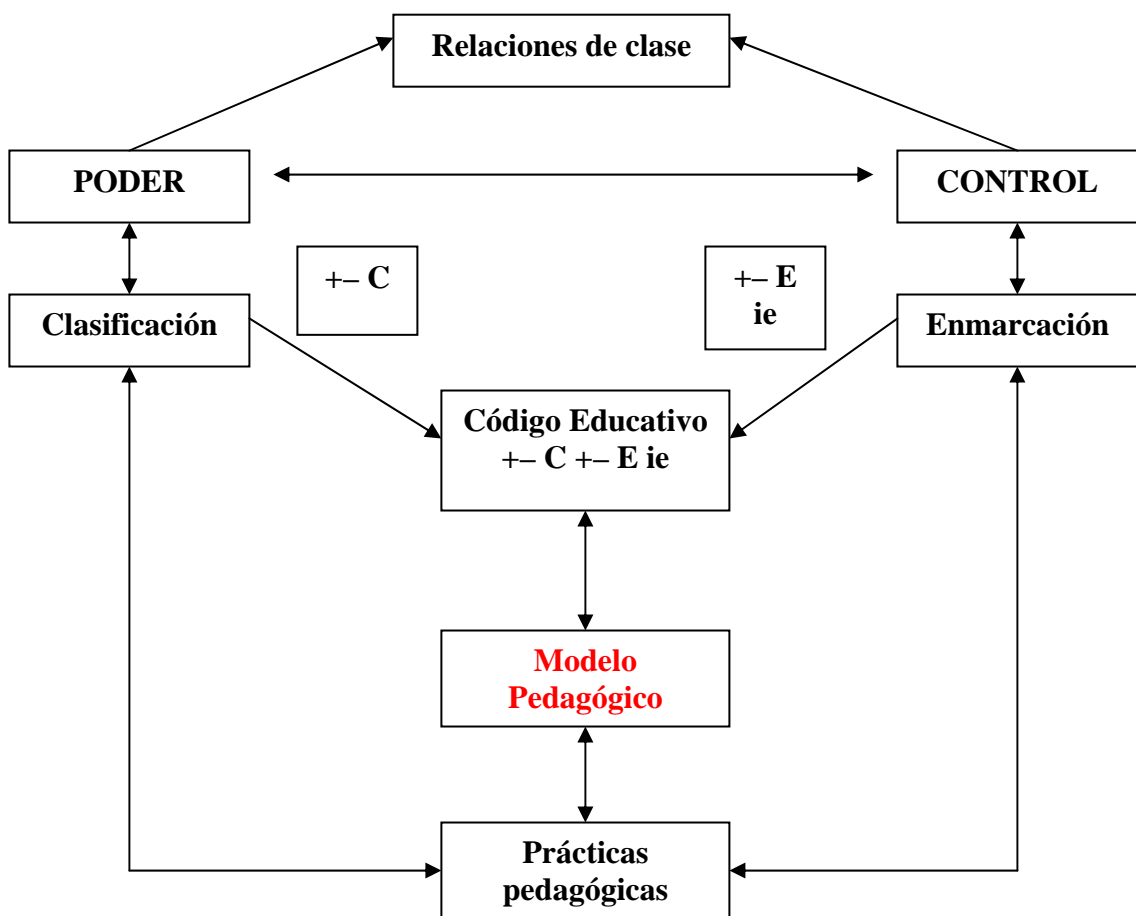 Relaciones de clase
PODER
CONTROL
+– C
+– E
ie
Clasificación
Enmarcación
Código Educativo
+– C +– E ie
Modelo
Pedagógico
Prácticas
pedagógicas